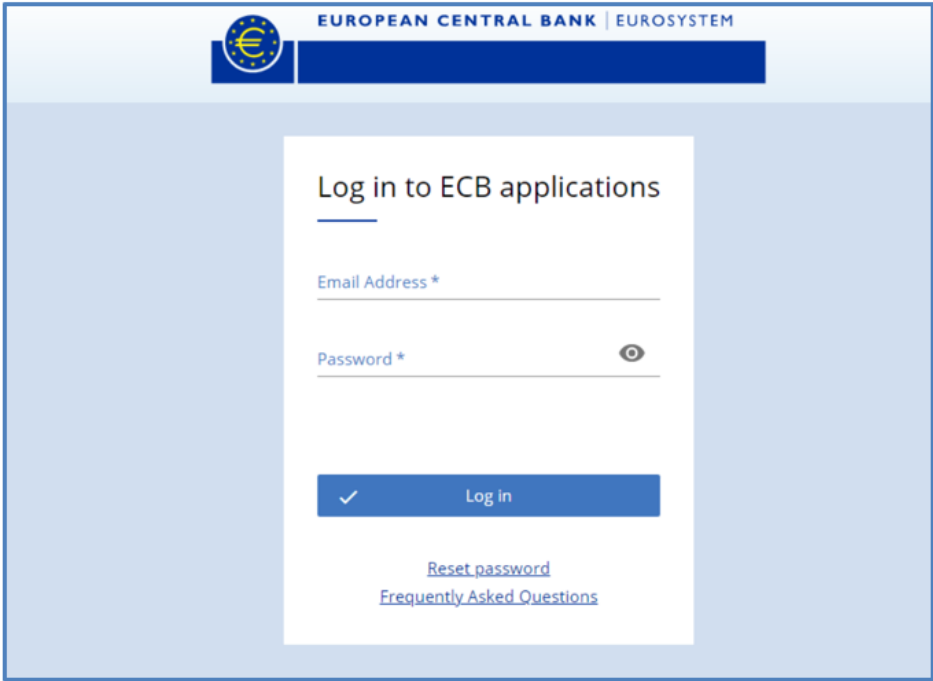 EUROPEAN CENTRAL BANK | EUROSYSTEM
Log in to ECB applications
Email Address *
Password *
Log in
Reset password
Frequently Asked Questions